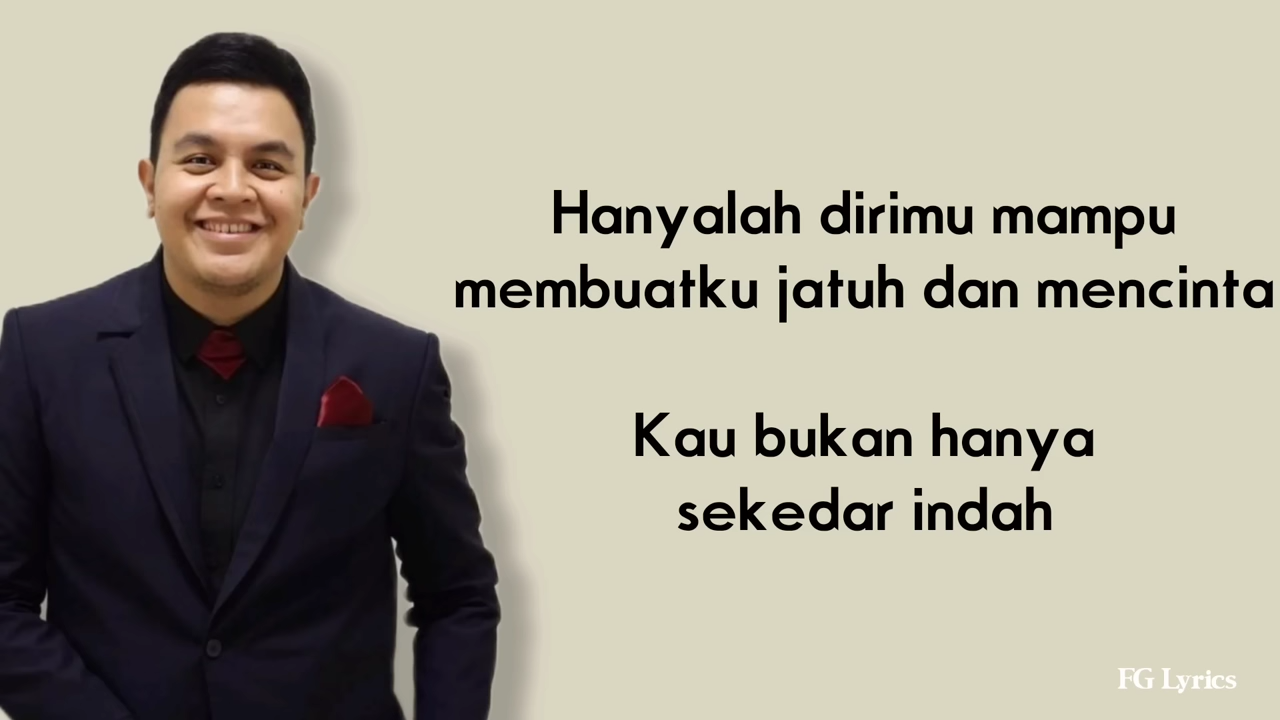 Hanyalah dirimu mampu
membuatku jatuh dan mencinta
Kau bukan hanya
sekedar indah
FG Lyrics